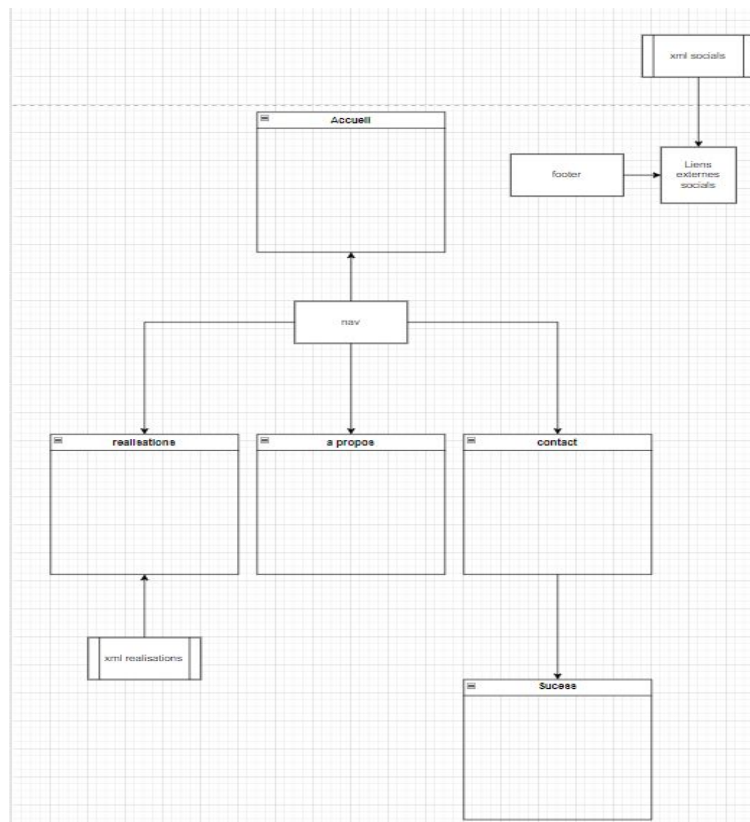 xml socials
Accueil
footer
Liens
externes
socials
nav
realisations
a propos
contact
xml realisations
Sucess